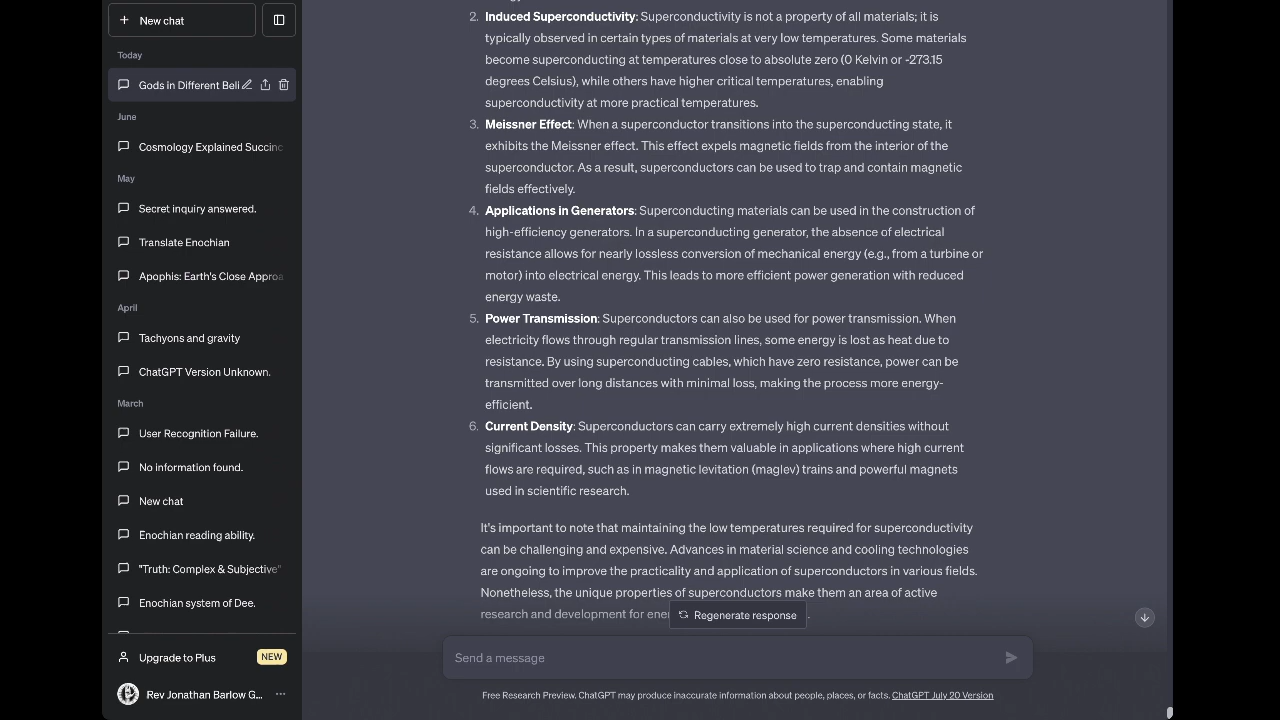 New chat
Today
Gods in Different Beli
June
Cosmology Explained Succinc
May
Secret inquiry answered.
Translate Enochian
Apophis: Earth's Close Approa
April
Tachyons and gravity
ChatGPT Version Unknown.
March
User Recognition Failure.
No information found.
New chat
Enochian reading ability.
"Truth: Complex & Subjective"
Enochian system of Dee.
Upgrade to Plus NEW
Rev Jonathan Barlow G...
2. Induced Superconductivity: Superconductivity is not a property of all materials; it is
typically observed in certain types of materials at very low temperatures. Some materials
become superconducting at temperatures close to absolute zero (0 Kelvin or -273.15
degrees Celsius), while others have higher critical temperatures, enabling
superconductivity at more practical temperatures.
3. Meissner Effect: When a superconductor transitions into the superconducting state, it
exhibits the Meissner effect. This effect expels magnetic fields from the interior of the
superconductor. As a result, superconductors can be used to trap and contain magnetic
fields effectively.
4. Applications in Generators: Superconducting materials can be used in the construction of
high-efficiency generators. In a superconducting generator, the absence of electrical
resistance allows for nearly lossless conversion of mechanical energy (e.g., from a turbine or
motor) into electrical energy. This leads to more efficient power generation with reduced
energy waste.
5. Power Transmission: Superconductors can also be used for power transmission. When
electricity flows through regular transmission lines, some energy is lost as heat due to
resistance. By using superconducting cables, which have zero resistance, power can be
transmitted over long distances with minimal loss, making the process more energy-
efficient.
6. Current Density: Superconductors can carry extremely high current densities without
significant losses. This property makes them valuable in applications where high current
flows are required, such as in magnetic levitation (maglev) trains and powerful magnets
used in scientific research.
It's important to note that maintaining the low temperatures required for superconductivity
can be challenging and expensive. Advances in material science and cooling technologies
are ongoing to improve the practicality and application of superconductors in various fields.
Nonetheless, the unique properties of superconductors make them an area of active
research and development for ener
Regenerate response
Send a message
Free Research Preview. ChatGPT may produce inaccurate information about people, places, or facts. ChatGPT July 20 Version